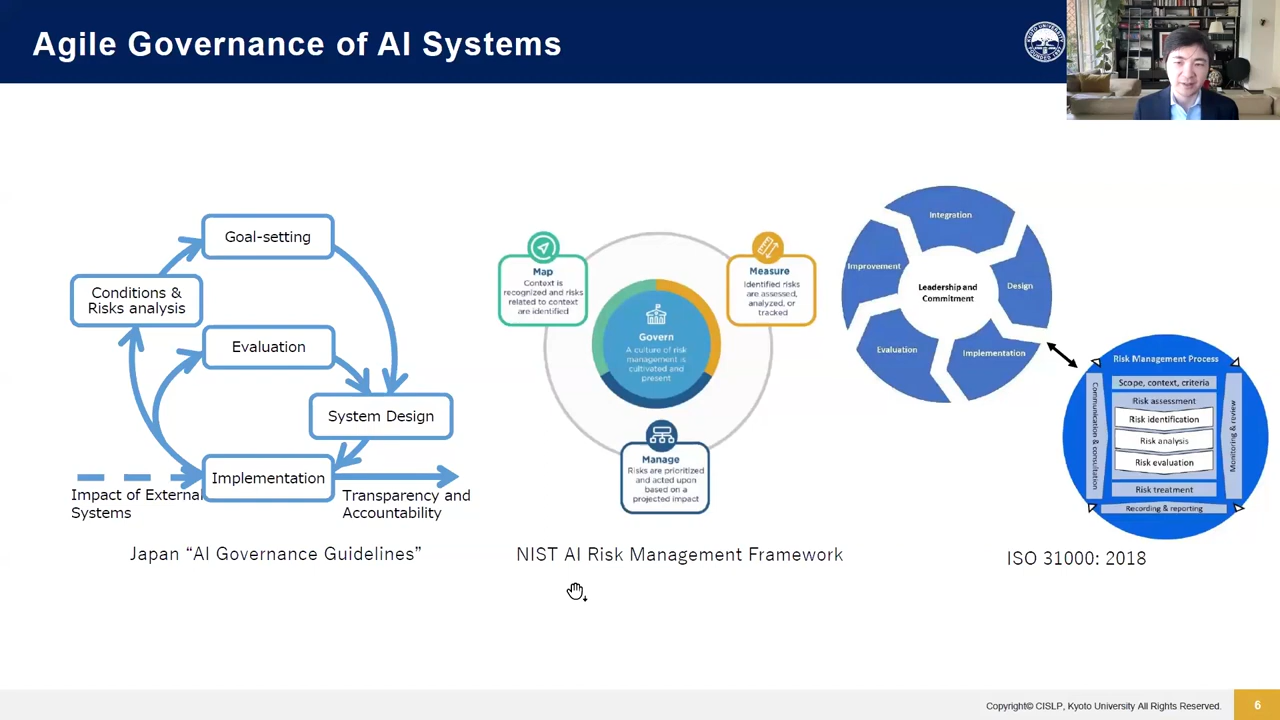 Agile Governance of AI Systems
Goal-setting
Conditions &
Risks analysis
Evaluation
System Design
Implementation
Impact of External
Systems
Transparency and
Accountability
Japan “AI Governance Guidelines”
Map
Context is
recognized and risks
related to context
are identified
Measure
Identified risks
are assessed,
analyzed, or
tracked
Govern
A culture of risk
management is
cultivated and
present
Manage
Risks are prioritized
and acted upon
based on a
projected impact
NIST AI Risk Management Framework
Integration
Improvement
Design
Leadership and
Commitment
Evaluation
Implementation
Risk Management Process
Scope, context, criteria
Risk assessment
Risk identification
Risk analysis
Risk evaluation
Risk treatment
Recording & reporting
Communication & consultation
Monitoring & review
ISO 31000: 2018
Copyright© CISLP, Kyoto University All Rights Reserved.
6